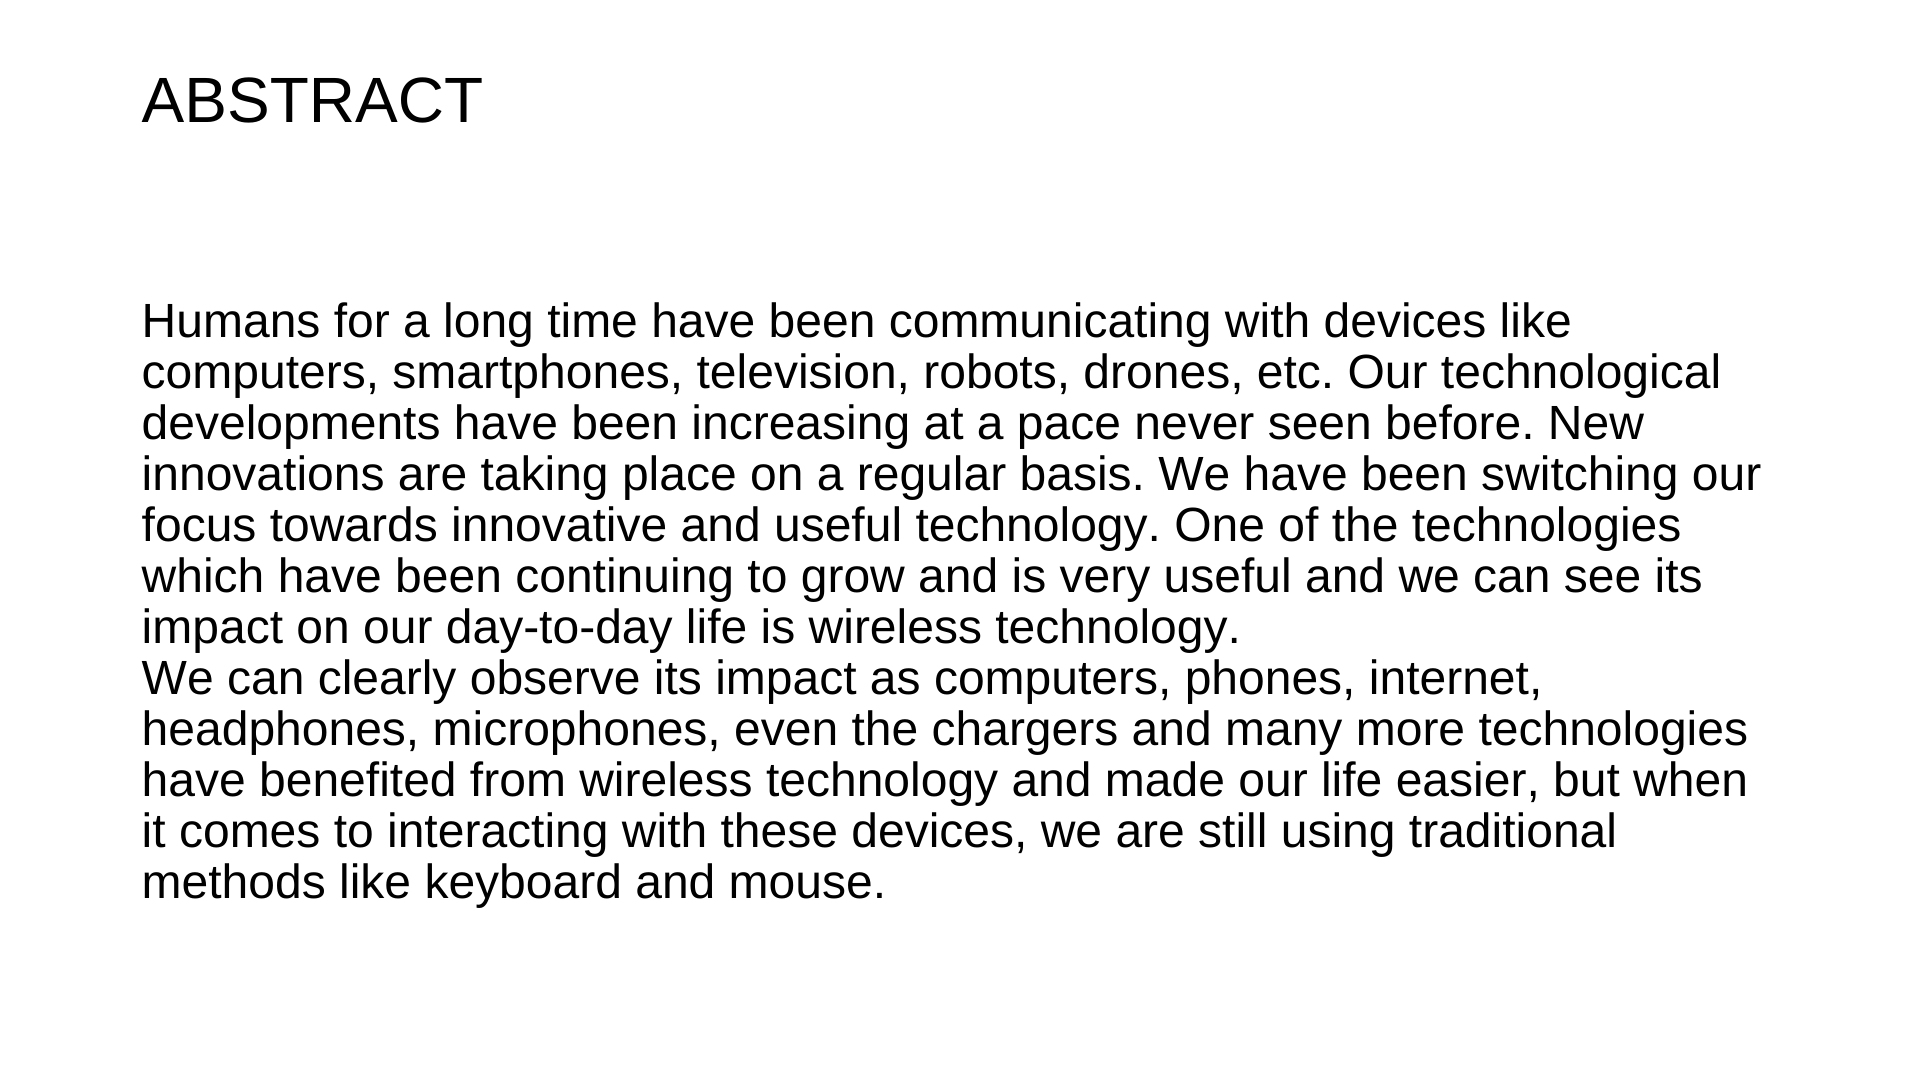 ABSTRACT
Humans for a long time have been communicating with devices like
computers, smartphones, television, robots, drones, etc. Our technological
developments have been increasing at a pace never seen before. New
innovations are taking place on a regular basis. We have been switching our
focus towards innovative and useful technology. One of the technologies
which have been continuing to grow and is very useful and we can see its
impact on our day-to-day life is wireless technology.
We can clearly observe its impact as computers, phones, internet,
headphones, microphones, even the chargers and many more technologies
have benefited from wireless technology and made our life easier, but when
it comes to interacting with these devices, we are still using traditional
methods like keyboard and mouse.